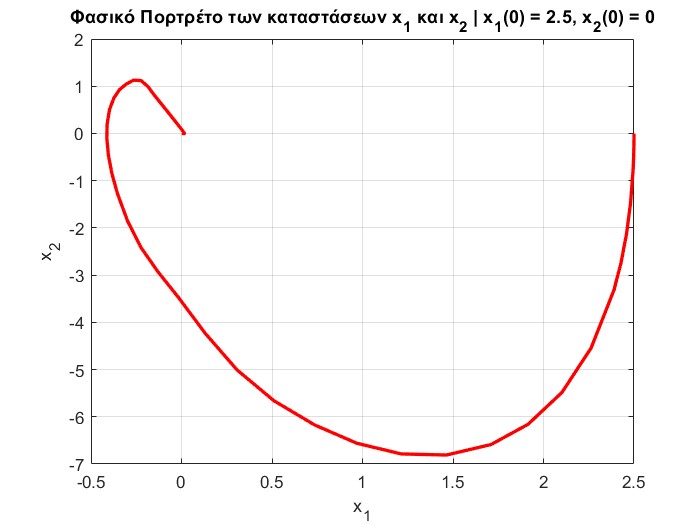 Φασικό Πορτρέτο των καταστάσεων x₁ και x₂ | x₁(0) = 2.5, x₂(0) = 0
2
1
0
-1
-2
-3
-4
-5
-6
-7
x₂
-0.5 0 0.5 1 1.5 2 2.5
x₁